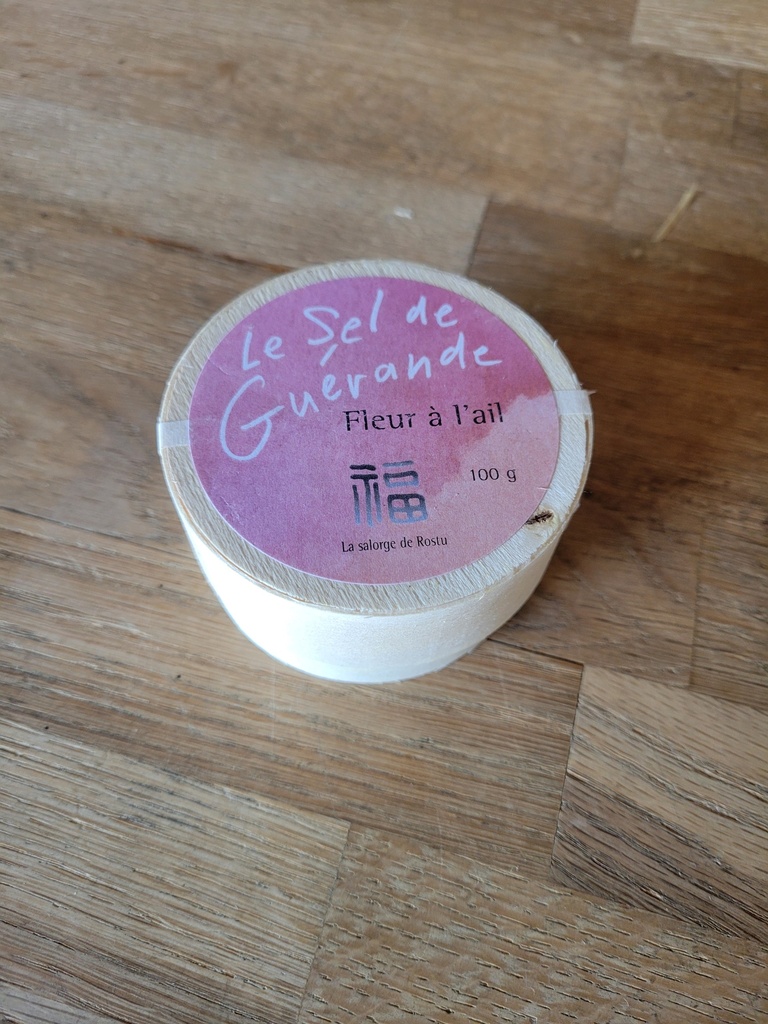 Le Sel de
Guérande
Fleur à l'ail
福
100 g
La salorge de Rostu